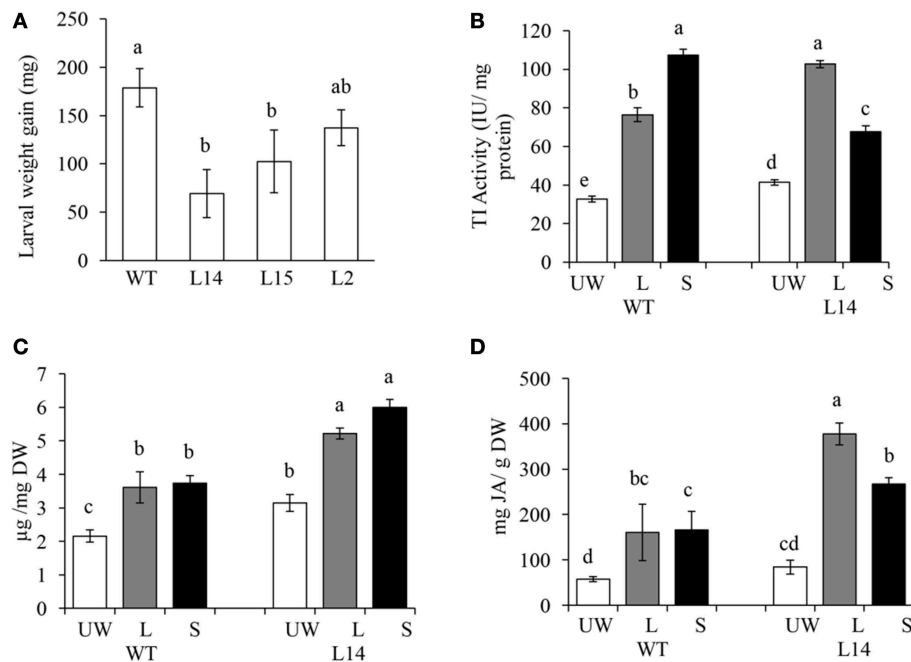 A
Larval weight gain (mg)
250
200
150
100
50
0
a
b
b
ab
WT L14 L15 L2
B
TI Activity (IU/ mg
protein)
120
100
80
60
40
20
0
e
b
a
d
a
c
UW L S UW L S
WT L14
C
µg /mg DW
7
6
5
4
3
2
1
0
c
b
b
b
a
a
UW L S UW L S
WT L14
D
mg JA/ g DW
500
400
300
200
100
0
d
bc
c
cd
a
b
UW L S UW L S
WT L14